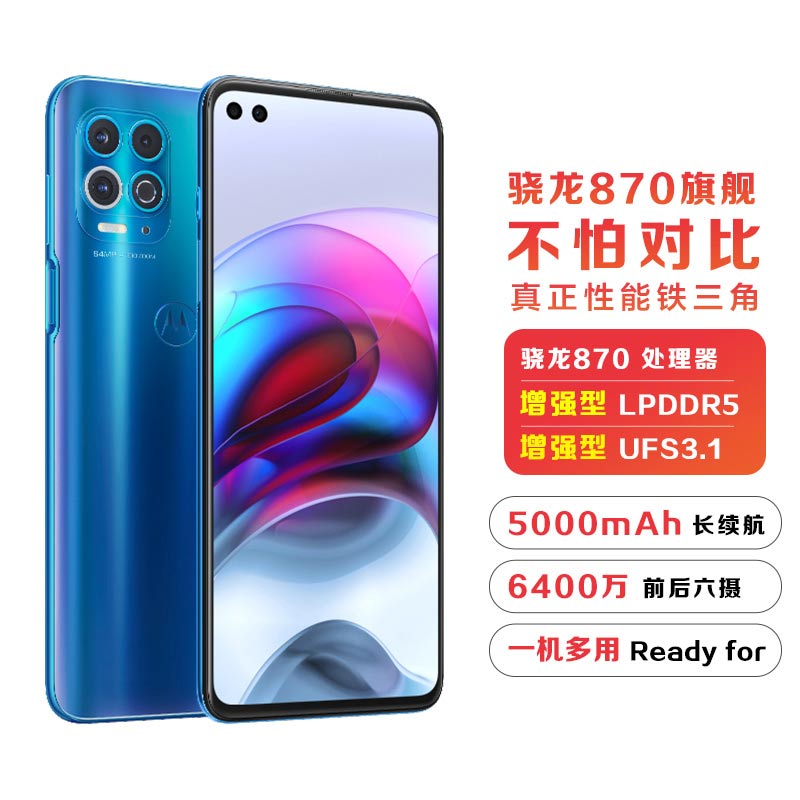 骁龙870旗舰
不怕对比
真正性能铁三角
骁龙870 处理器
增强型 LPDDR5
增强型 UFS3.1
5000mAh 长续航
6400万 前后六摄
一机多用 Ready for